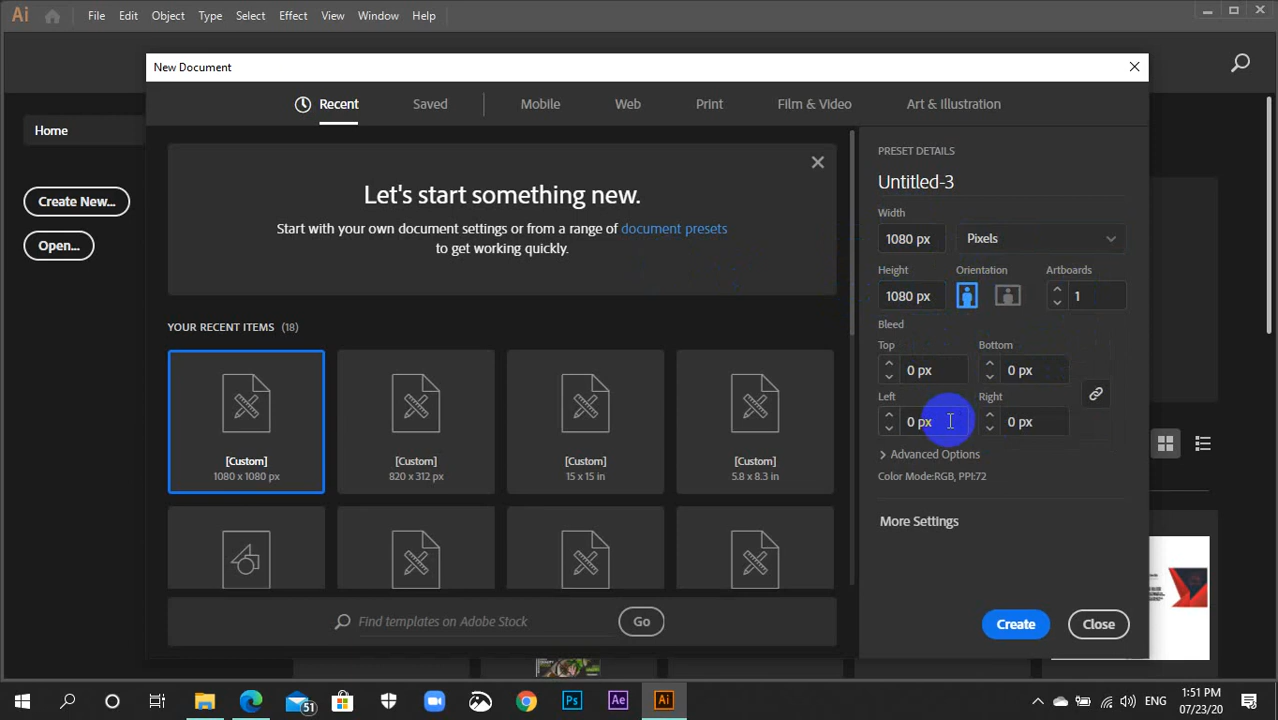 Ai
File
Edit
Object
Type
Select
Effect
View
Window
Help
New Document
Recent
Saved
Mobile
Web
Print
Film & Video
Art & Illustration
Home
Create New...
Open...
Let's start something new.
Start with your own document settings or from a range of document presets
to get working quickly.
YOUR RECENT ITEMS (18)
[Custom]
1080 x 1080 px
[Custom]
820 x 312 px
[Custom]
15 x 15 in
[Custom]
5.8 x 8.3 in
Find templates on Adobe Stock
Go
PRESET DETAILS
Untitled-3
Width
1080 px
Pixels
Height
Orientation
Artboards
1080 px
1
Bleed
Top
Bottom
0 px
0 px
Left
Right
0 px
0 px
> Advanced Options
Color Mode:RGB, PPI:72
More Settings
Create
Close
51
Ps
Ae
Ai
ENG
1:51 PM
07/23/20